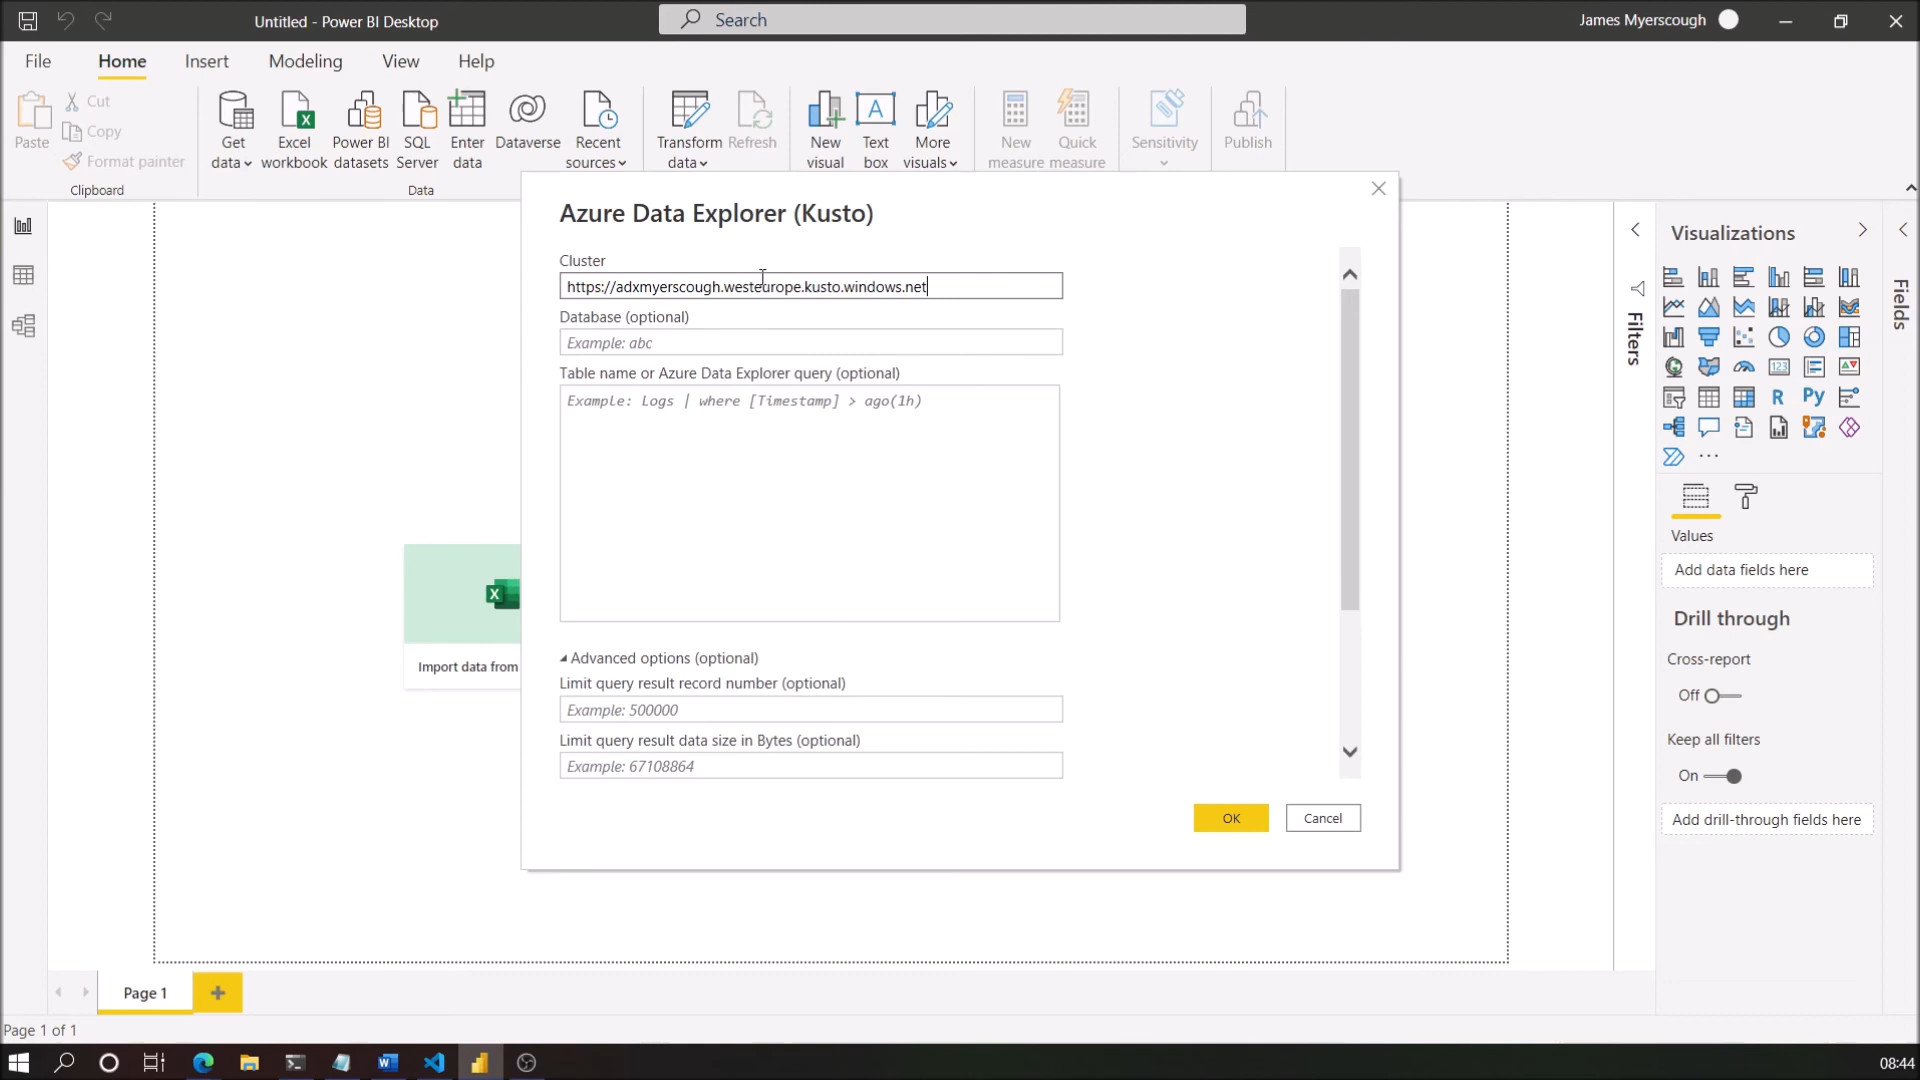 Untitled - Power BI Desktop
Search
James Myerscough
File
Home
Insert
Modeling
View
Help
Paste
Cut
Copy
Format painter
Clipboard
Get data
Excel workbook
Power BI datasets
SQL Server
Enter data
Dataverse
Recent sources
Data
Transform data
Refresh
New visual
Text box
More visuals
New measure
Quick measure
Sensitivity
Publish
Azure Data Explorer (Kusto)
Cluster
https://adxmyerscough.westeurope.kusto.windows.net
Database (optional)
Example: abc
Table name or Azure Data Explorer query (optional)
Example: Logs | where [Timestamp] > ago(1h)
Advanced options (optional)
Limit query result record number (optional)
Example: 500000
Limit query result data size in Bytes (optional)
Example: 67108864
OK
Cancel
Import data from
Filters
Visualizations
R
Py
123
Values
Add data fields here
Drill through
Cross-report
Off
Keep all filters
On
Add drill-through fields here
Fields
Page 1
Page 1 of 1
08:44